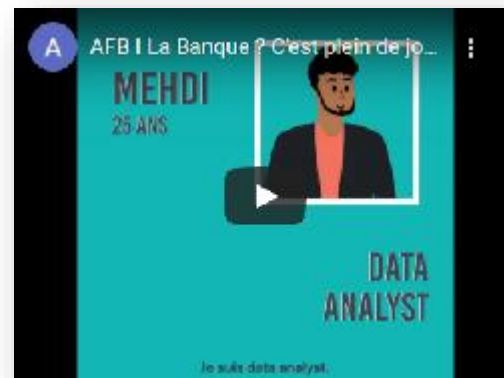 A
AFB I La Banque ? C'est plein de jo...
MEHDI
25 ANS
DATA
ANALYST
Je suis data analyst.